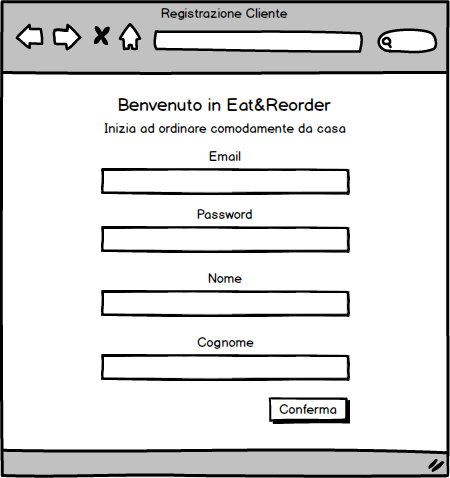 Registrazione Cliente
Benvenuto in Eat&Reorder
Inizia ad ordinare comodamente da casa
Email
Password
Nome
Cognome
Conferma